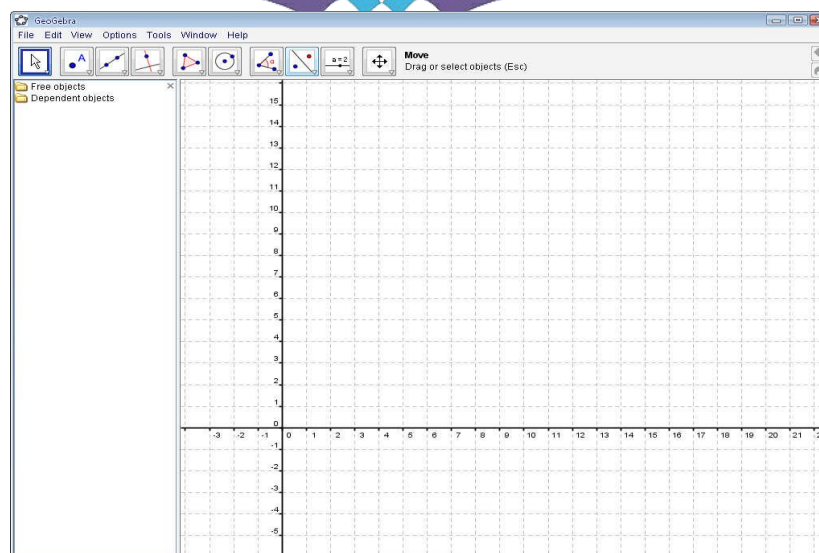 GeoGebra
File Edit View Options Tools Window Help
A
α
a = 2
Move
Drag or select objects (Esc)
Free objects
Dependent objects
15
14
13
12
11
10
9
8
7
6
5
4
3
2
1
0
-3 -2 -1 0 1 2 3 4 5 6 7 8 9 10 11 12 13 14 15 16 17 18 19 20 21
-1
-2
-3
-4
-5